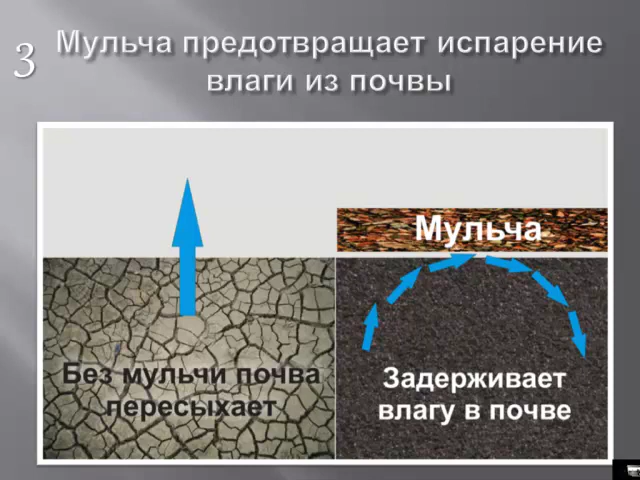 3
Мульча предотвращает испарение
влаги из почвы
Мульча
Без мульчи почва
пересыхает
Задерживает
влагу в почве